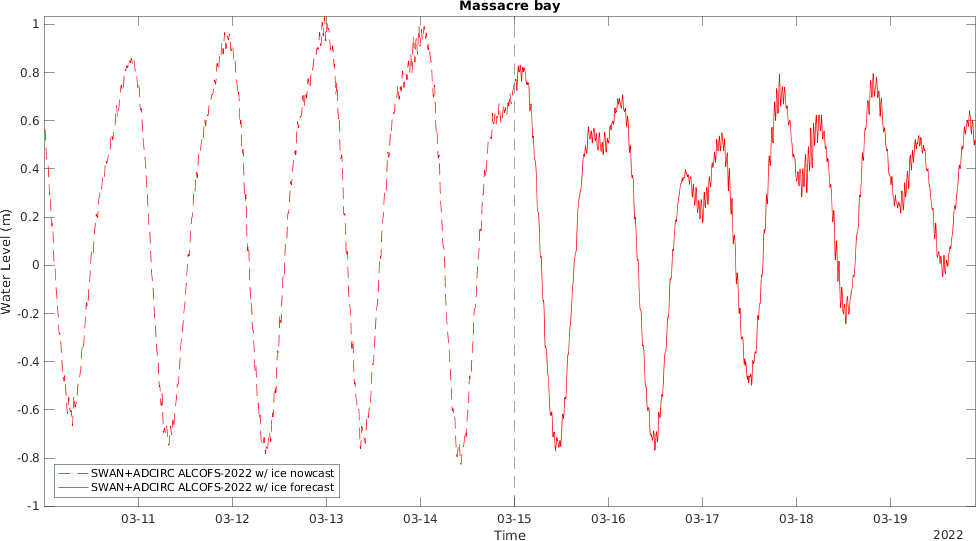 Massacre bay
1
0.8
0.6
0.4
0.2
0
-0.2
-0.4
-0.6
-0.8
-1
Water Level (m)
SWAN+ADCIRC ALCOFS-2022 w/ ice nowcast
SWAN+ADCIRC ALCOFS-2022 w/ ice forecast
03-11 03-12 03-13 03-14 03-15 03-16 03-17 03-18 03-19
Time
2022